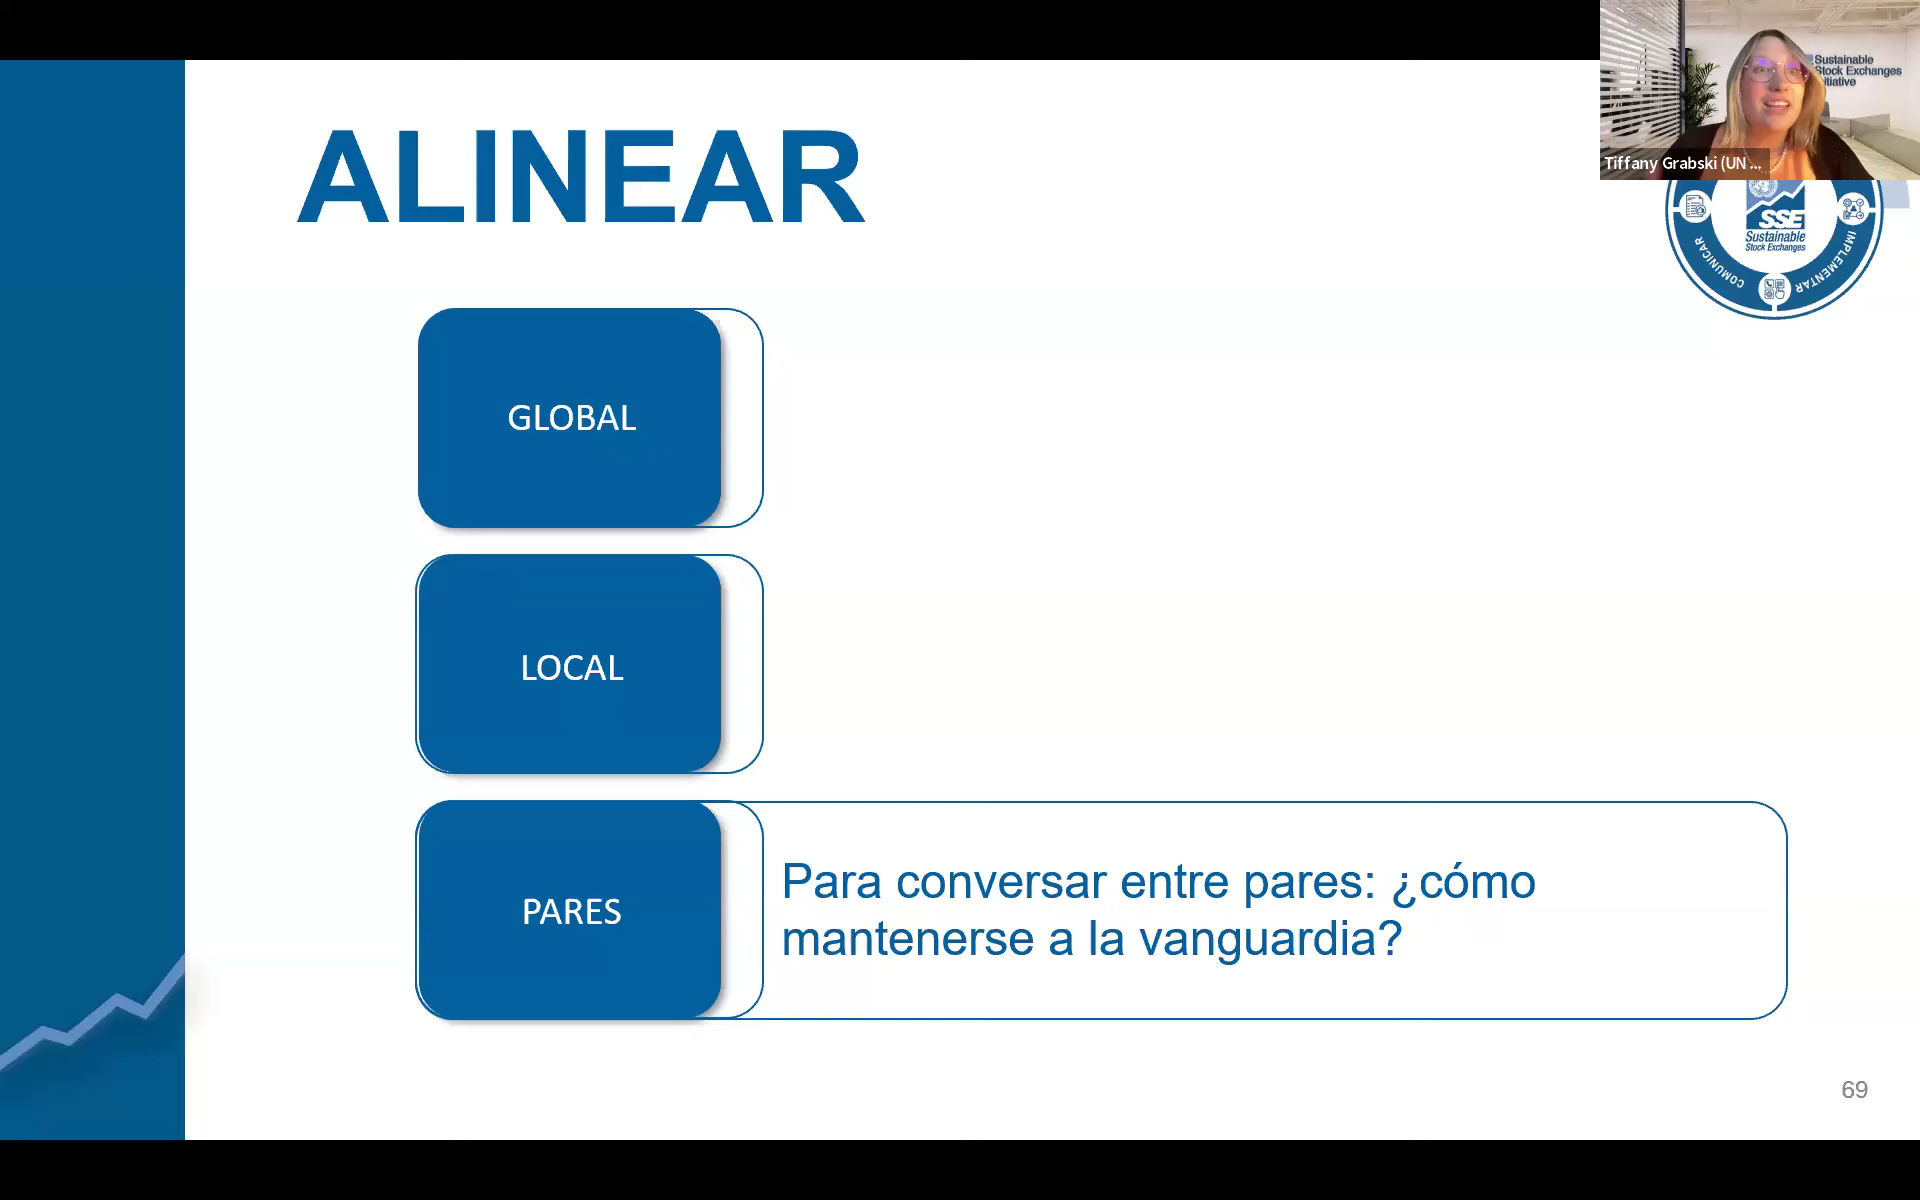 ALINEAR
Sustainable
Stock Exchanges
Initiative
Tiffany Grabski (UN ...
SSE
Sustainable
Stock Exchanges
COMUNICAR
IMPLEMENTAR
GLOBAL
LOCAL
PARES
Para conversar entre pares: ¿cómo
mantenerse a la vanguardia?
69